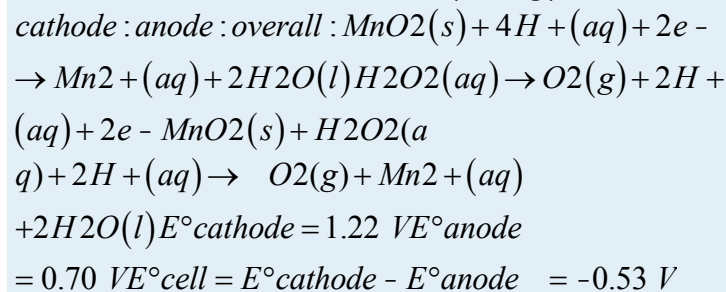 cathode : anode : overall : MnO2(s) + 4H + (aq) + 2e -
→ Mn2 + (aq) + 2H2O(l)H2O2(aq) → O2(g) + 2H +
(aq) + 2e - MnO2(s) + H2O2(a
q) + 2H + (aq) → O2(g) + Mn2 + (aq)
+2H2O(l)E°cathode = 1.22 VE°anode
= 0.70 VE°cell = E°cathode - E°anode = -0.53 V